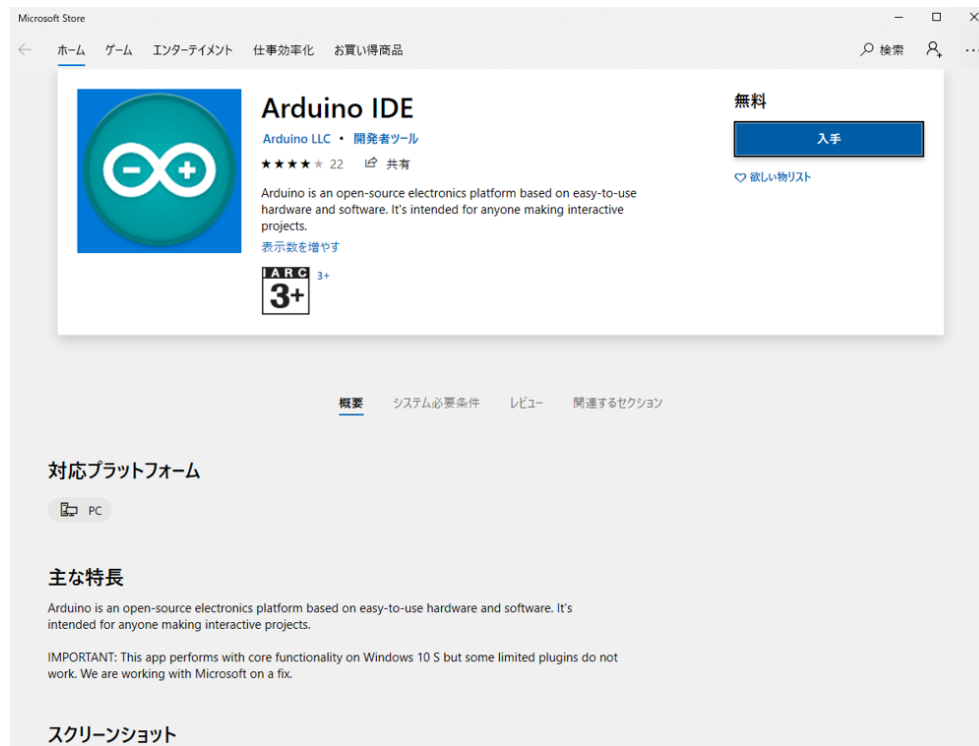 Microsoft Store
ホーム ゲーム エンターテイメント 仕事効率化 お買い得商品 検索
Arduino IDE
Arduino LLC • 開発者ツール
22 共有
Arduino is an open-source electronics platform based on easy-to-use
hardware and software. It's intended for anyone making interactive
projects.
表示数を増やす
IARC
3+
3+
無料
入手
欲しい物リスト
概要 システム必要条件 レビュー 関連するセクション
対応プラットフォーム
PC
主な特長
Arduino is an open-source electronics platform based on easy-to-use hardware and software. It's
intended for anyone making interactive projects.
IMPORTANT: This app performs with core functionality on Windows 10 S but some limited plugins do not
work. We are working with Microsoft on a fix.
スクリーンショット